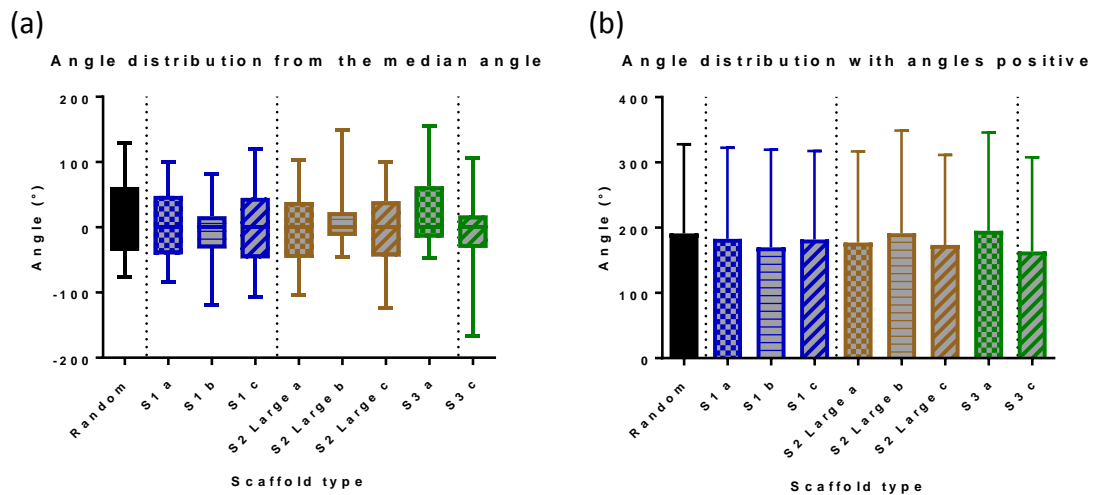 (a)
Angle distribution from the median angle
Angle (°)
200
100
0
-100
-200
Random
S1 a
S1 b
S1 c
S2 Large a
S2 Large b
S2 Large c
S3 a
S3 c
Scaffold type
(b)
Angle distribution with angles positive
Angle (°)
400
300
200
100
0
Random
S1 a
S1 b
S1 c
S2 Large a
S2 Large b
S2 Large c
S3 a
S3 c
Scaffold type